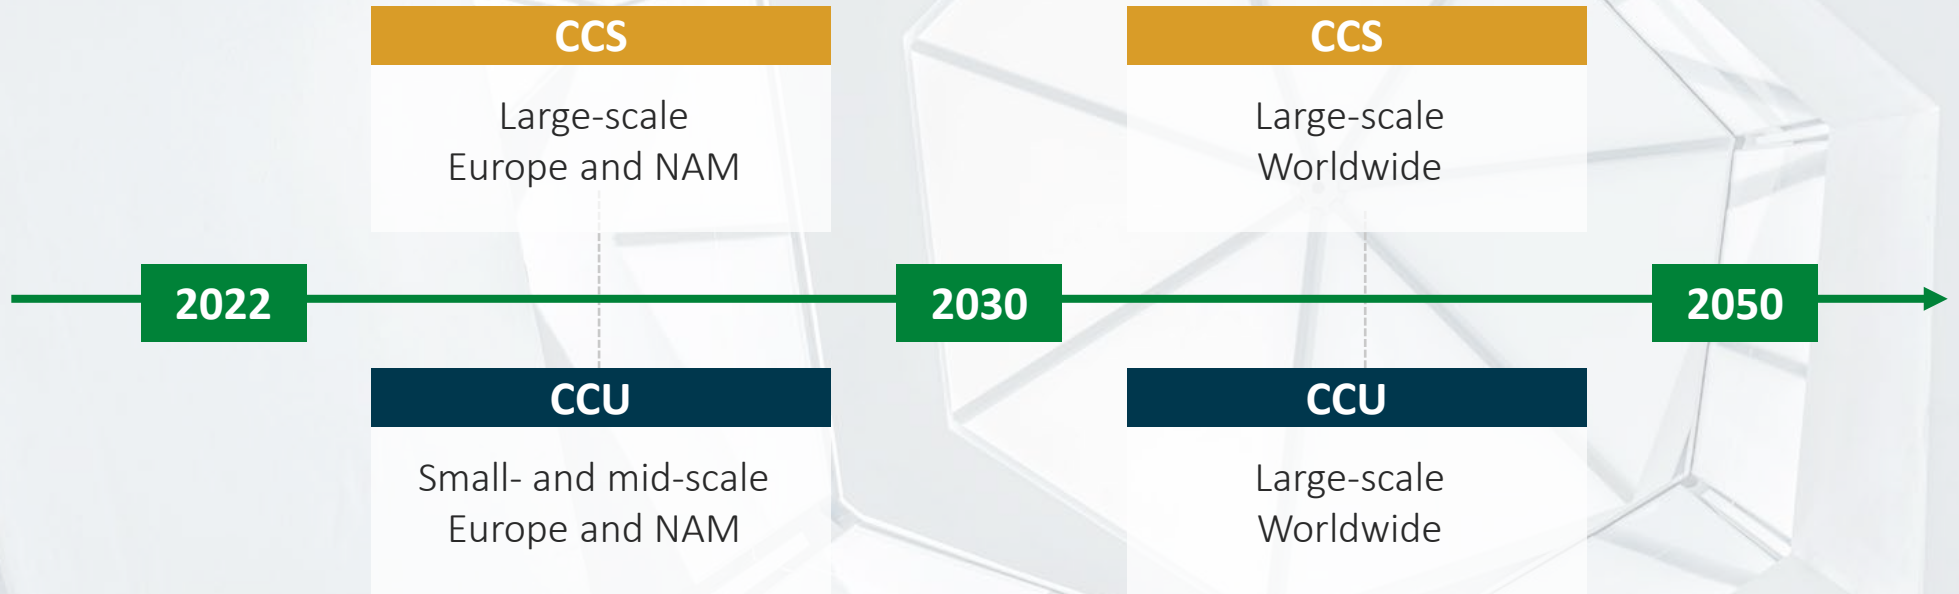 CCS
Large-scale
Europe and NAM
CCS
Large-scale
Worldwide
2022
2030
2050
CCU
Small- and mid-scale
Europe and NAM
CCU
Large-scale
Worldwide